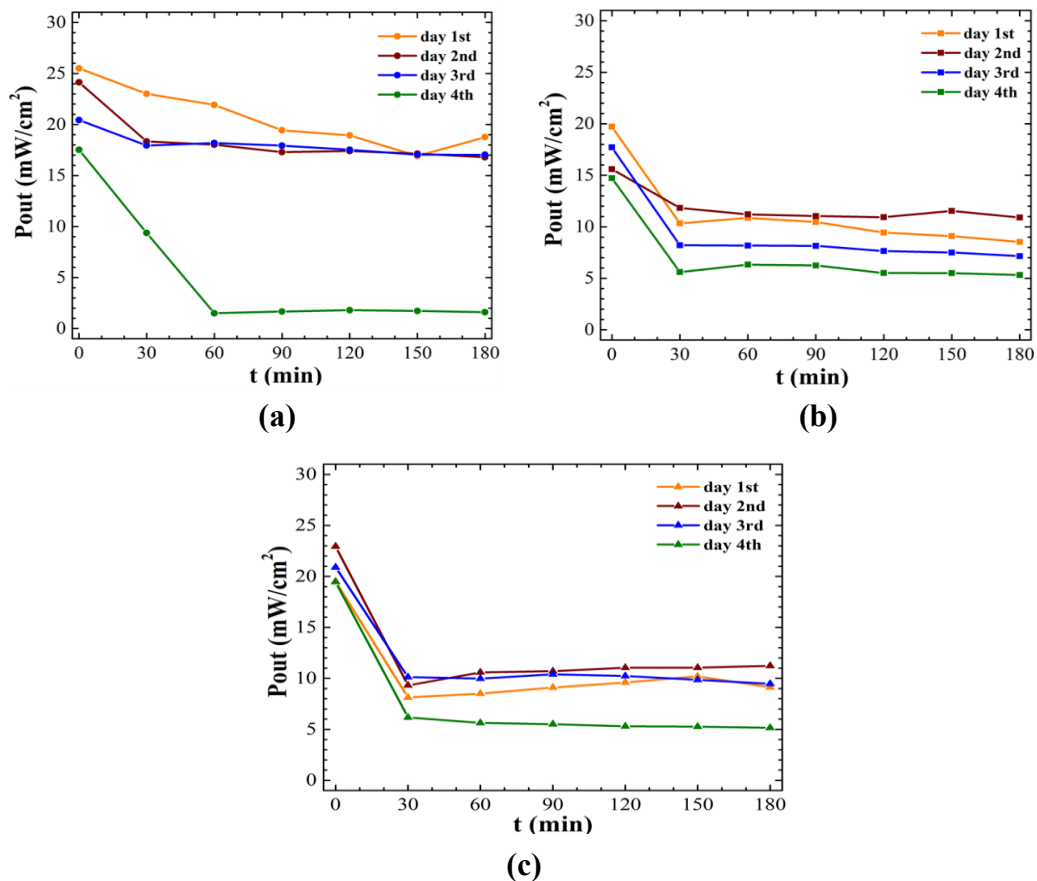 30
25
20
15
10
5
0
Pout (mW/cm²)
day 1st
day 2nd
day 3rd
day 4th
0 30 60 90 120 150 180
t (min)
(a)
30
25
20
15
10
5
0
Pout (mW/cm²)
day 1st
day 2nd
day 3rd
day 4th
0 30 60 90 120 150 180
t (min)
(b)
30
25
20
15
10
5
0
Pout (mW/cm²)
day 1st
day 2nd
day 3rd
day 4th
0 30 60 90 120 150 180
t (min)
(c)